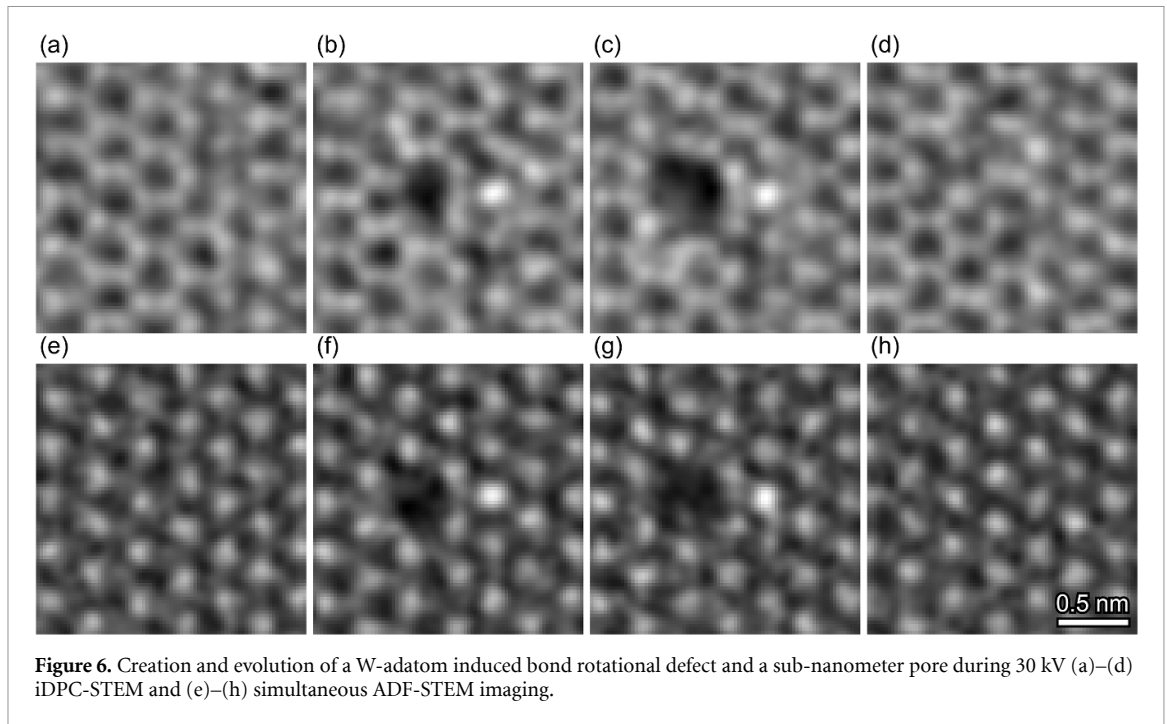 (a) (b) (c) (d)
(e) (f) (g) (h)
0.5 nm
Figure 6. Creation and evolution of a W-adatom induced bond rotational defect and a sub-nanometer pore during 30 kV (a)–(d)
iDPC-STEM and (e)–(h) simultaneous ADF-STEM imaging.